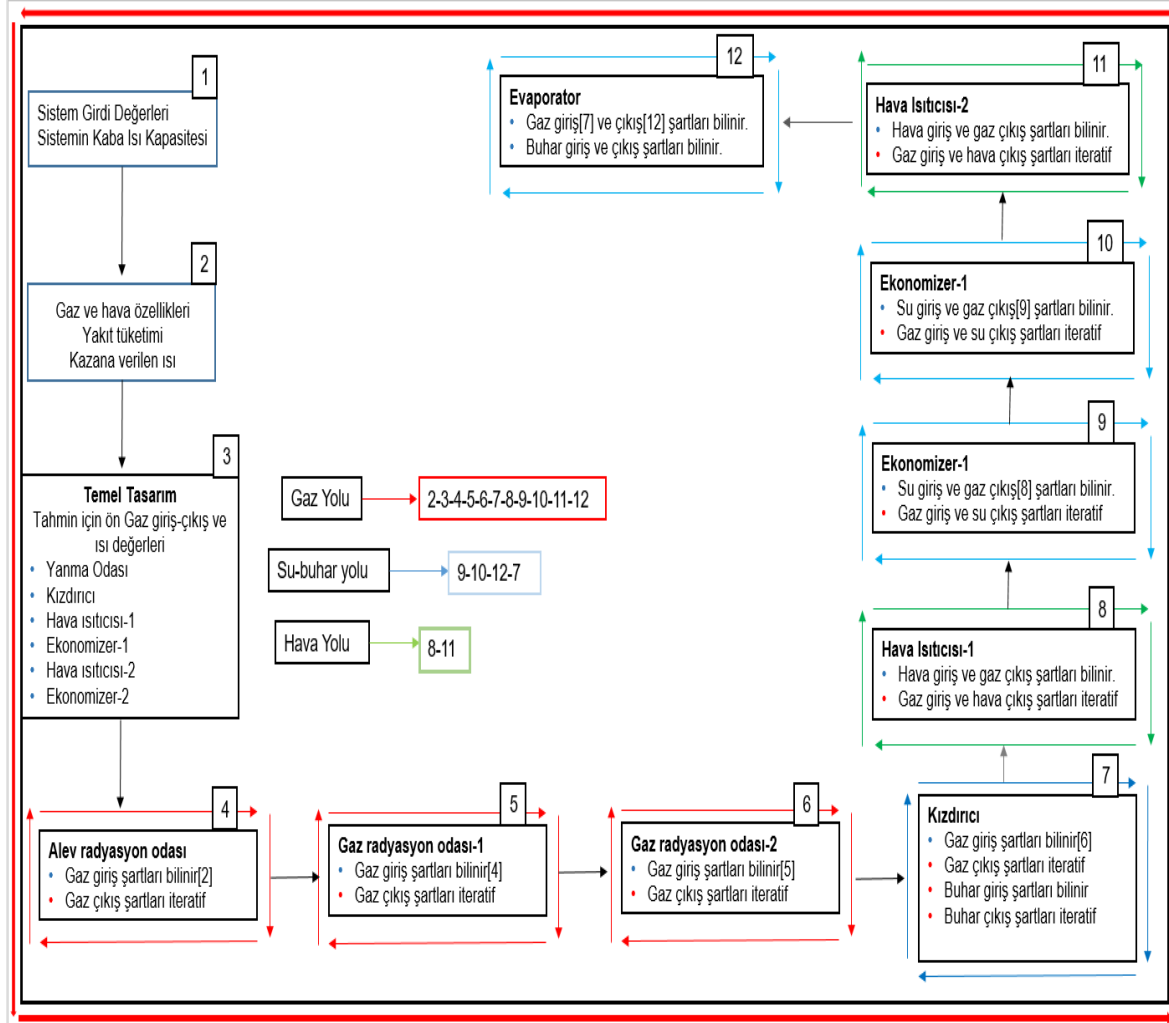 1
Sistem Girdi Değerleri
Sistemin Kaba Isı Kapasitesi
2
Gaz ve hava özellikleri
Yakıt tüketimi
Kazana verilen ısı
3
Temel Tasarım
Tahmin için ön Gaz giriş-çıkış ve
ısı değerleri
• Yanma Odası
• Kızdırıcı
• Hava ısıtıcısı-1
• Ekonomizer-1
• Hava ısıtıcısı-2
• Ekonomizer-2
Gaz Yolu
2-3-4-5-6-7-8-9-10-11-12
Su-buhar yolu
9-10-12-7
Hava Yolu
8-11
4
Alev radyasyon odası
• Gaz giriş şartları bilinir[2]
• Gaz çıkış şartları iteratif
5
Gaz radyasyon odası-1
• Gaz giriş şartları bilinir[4]
• Gaz çıkış şartları iteratif
6
Gaz radyasyon odası-2
• Gaz giriş şartları bilinir[5]
• Gaz çıkış şartları iteratif
7
Kızdırıcı
• Gaz giriş şartları bilinir[6]
• Gaz çıkış şartları iteratif
• Buhar giriş şartları bilinir
• Buhar çıkış şartları iteratif
8
Hava Isıtıcısı-1
• Hava giriş ve gaz çıkış şartları bilinir.
• Gaz giriş ve hava çıkış şartları iteratif
9
Ekonomizer-1
• Su giriş ve gaz çıkış[8] şartları bilinir.
• Gaz giriş ve su çıkış şartları iteratif
10
Ekonomizer-1
• Su giriş ve gaz çıkış[9] şartları bilinir.
• Gaz giriş ve su çıkış şartları iteratif
11
Hava Isıtıcısı-2
• Hava giriş ve gaz çıkış şartları bilinir.
• Gaz giriş ve hava çıkış şartları iteratif
12
Evaporator
• Gaz giriş[7] ve çıkış[12] şartları bilinir.
• Buhar giriş ve çıkış şartları bilinir.